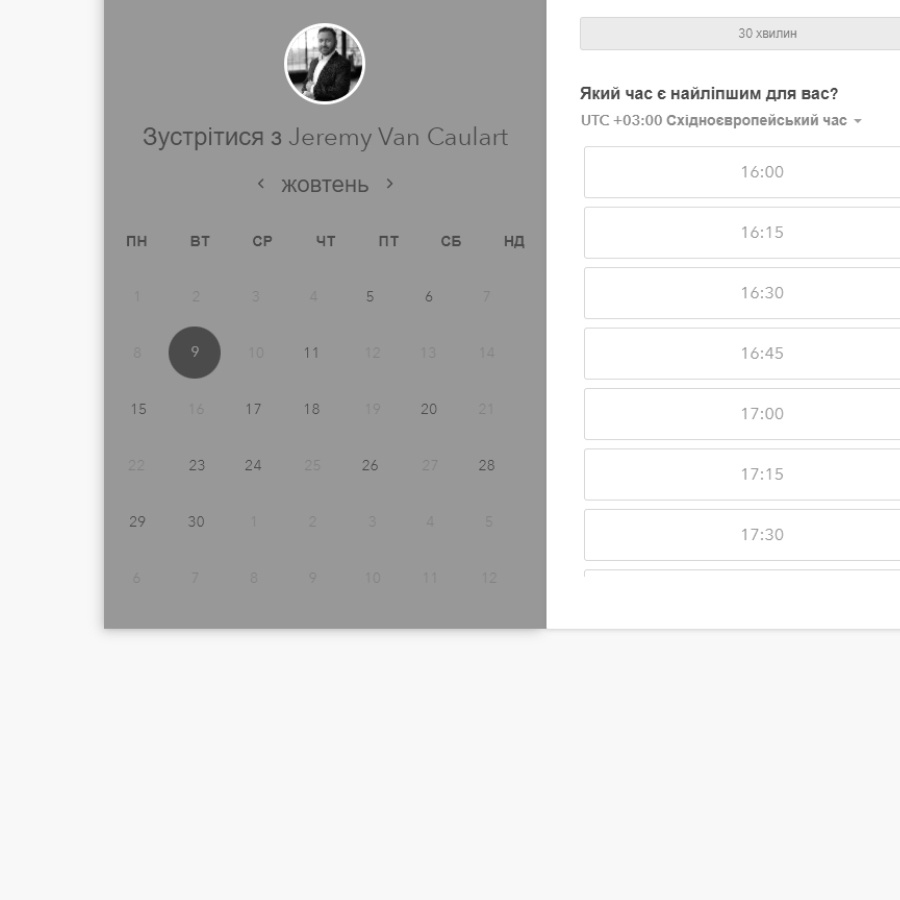 Зустрітися з Jeremy Van Caulart
жовтень
ПН ВТ СР ЧТ ПТ СБ НД
1 2 3 4 5 6 7
8 9 10 11 12 13 14
15 16 17 18 19 20 21
22 23 24 25 26 27 28
29 30 1 2 3 4 5
6 7 8 9 10 11 12
30 хвилин
Який час є найліпшим для вас?
UTC +03:00 Східноєвропейський час
16:00
16:15
16:30
16:45
17:00
17:15
17:30